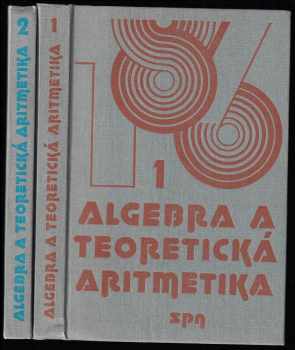 2 ALGEBRA A TEORETICKÁ ARITMETIKA
1 ALGEBRA A TEORETICKÁ ARITMETIKA
1
ALGEBRA A
TEORETICKÁ
ARITMETIKA
spn